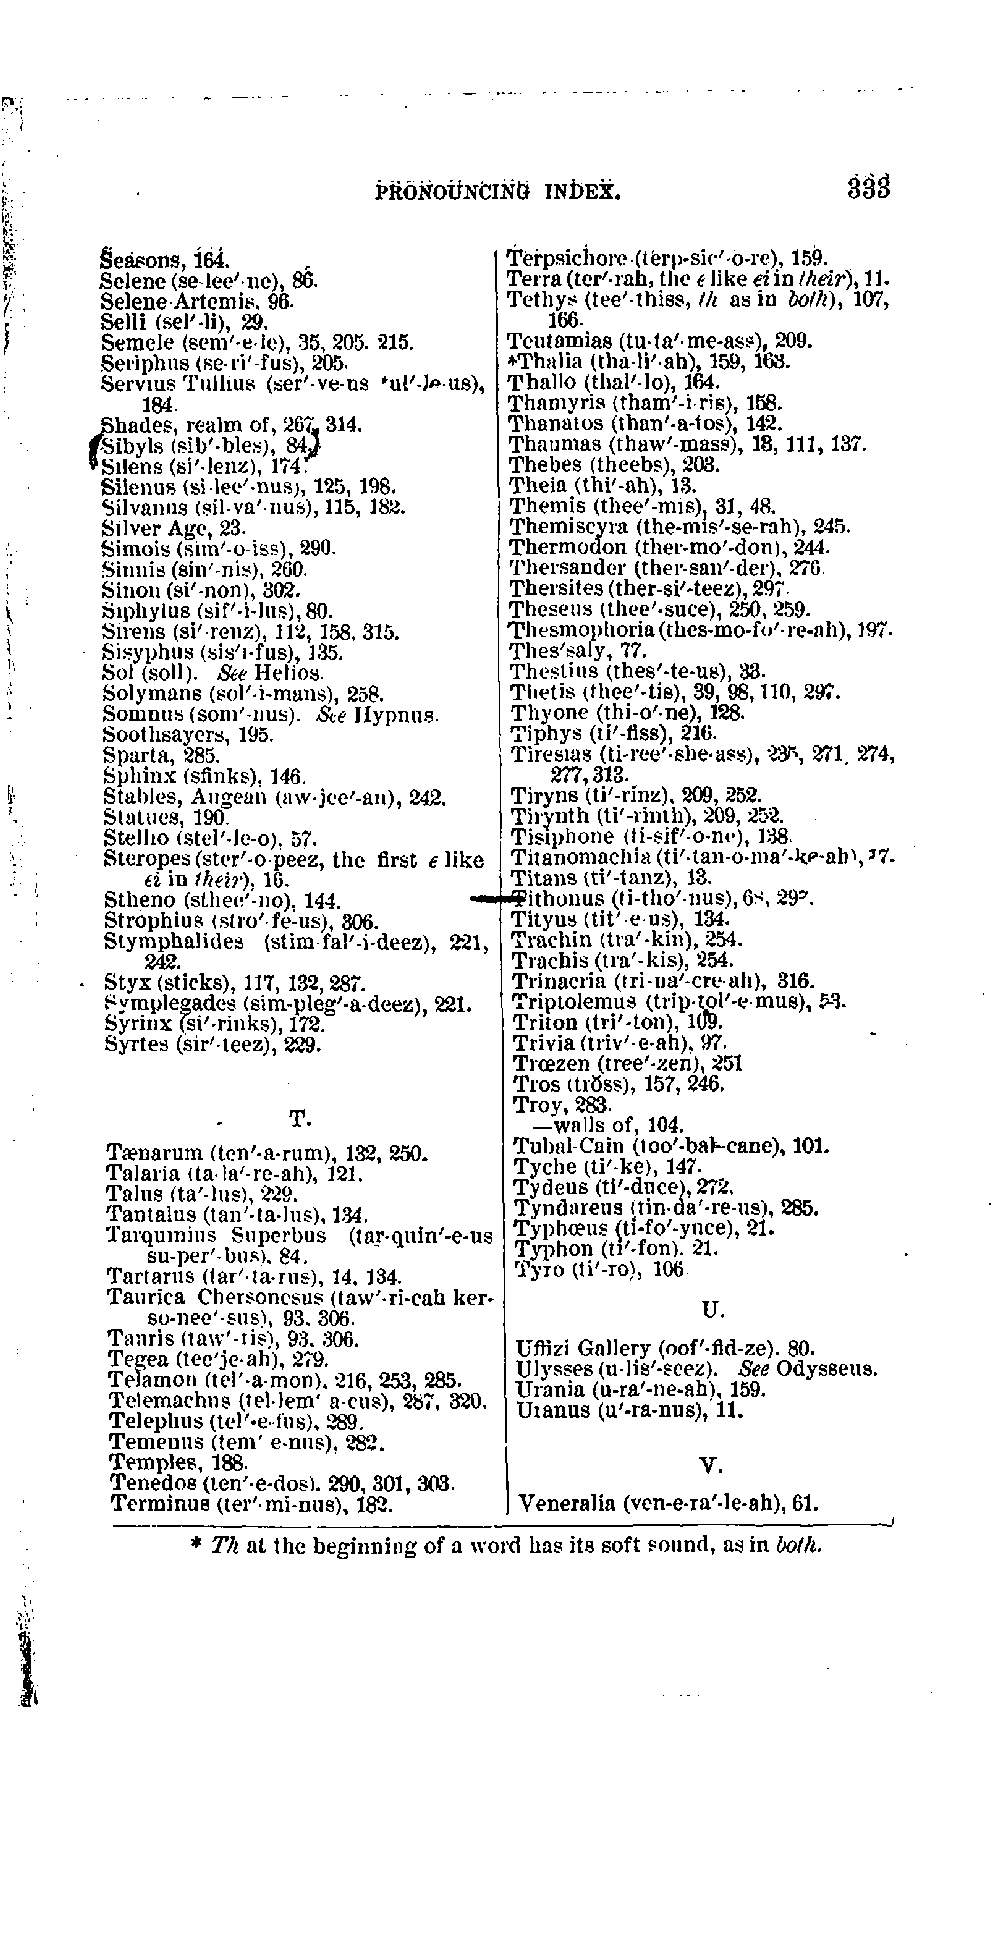 PRONOUNCING INDEX. 333
Seasons, 164.
Selene (se-lee′-ne), 86.
Selene-Artemis, 96.
Selli (sel′-li), 29.
Semele (sem′-e-le), 35, 205. 215.
Seriphus (se-ri′-fus), 205.
Servius Tullius (ser′-ve-us tul′-le-us),
184.
Shades, realm of, 267, 314.
Sibyls (sib′-bles), 84.
Silens (si′-lenz), 174.
Silenus (si-lee′-nus), 125, 198.
Silvanus (sil-va′-nus), 115, 182.
Silver Age, 23.
Simois (sim′-o-iss), 290.
Sinnis (sin′-nis), 260.
Sinon (si′-non), 302.
Siphylus (sif′-i-lus), 80.
Sirens (si′-renz), 112, 158, 315.
Sisyphus (sis′i-fus), 135.
Sol (soll). See Helios.
Solymans (sol′-i-mans), 258.
Somnus (som′-nus). See Hypnus.
Soothsayers, 195.
Sparta, 285.
Sphinx (sfinks), 146.
Stables, Augean (aw-jee′-an), 242.
Statues, 190.
Stellio (stel′-le-o), 57.
Steropes (ster′-o-peez, the first e like
ei in their), 16.
Stheno (sthee′-no), 144.
Strophius (stro′-fe-us), 306.
Stymphalides (stim-fal′-i-deez), 221,
242.
Styx (sticks), 117, 132, 287.
Symplegades (sim-pleg′-a-deez), 221.
Syrinx (si′-rinks), 172.
Syrtes (sir′-teez), 229.
T.
Tænarum (ten′-a-rum), 132, 250.
Talaria (ta-la′-re-ah), 121.
Talus (ta′-lus), 229.
Tantalus (tan′-ta-lus), 134.
Tarquinius Superbus (tar-quin′-e-us
su-per′-bus), 84.
Tartarus (tar′-ta-rus), 14, 134.
Taurica Chersonesus (taw′-ri-cah ker-
so-nee′-sus), 93, 306.
Tauris (taw′-ris), 93, 306.
Tegea (tee′je-ah), 279.
Telamon (tel′-a-mon), 216, 253, 285.
Telemachus (tel-lem′ a-cus), 287, 320.
Telephus (tel′-e-fus), 289.
Temenus (tem′ e-nus), 282.
Temples, 188.
Tenedos (ten′-e-dos). 290, 301, 303.
Terminus (ter′-mi-nus), 182.
Terpsichore (terp-sic′-o-re), 159.
Terra (ter′-rah, the e like ei in their), 11.
Tethys (tee′-thiss, th as in both), 107,
166.
Teutamias (tu-ta′-me-ass), 209.
*Thalia (tha-li′-ah), 159, 163.
Thallo (thal′-lo), 164.
Thamyris (tham′-i-ris), 158.
Thanatos (than′-a-tos), 142.
Thaumas (thaw′-mass), 13, 111, 137.
Thebes (theebs), 203.
Theia (thi′-ah), 13.
Themis (thee′-mis), 31, 48.
Themiscyra (the-mis′-se-rah), 245.
Thermodon (ther-mo′-don), 244.
Thersander (ther-san′-der), 276.
Thersites (ther-si′-teez), 297.
Theseus (thee′-suce), 250, 259.
Thesmophoria (thes-mo-fo′-re-ah), 197.
Thes′saly, 77.
Thestius (thes′-te-us), 33.
Thetis (thee′-tis), 39, 98, 110, 297.
Thyone (thi-o′-ne), 128.
Tiphys (ti′-fiss), 216.
Tiresias (ti-ree′-she-ass), 271, 274,
277, 313.
Tiryns (ti′-rinz), 209, 252.
Tirynth (ti′-rinth), 209, 252.
Tisiphone (ti-sif′-o-ne), 138.
Titanomachia (ti′-tan-o-ma′-ke-ah), 17.
Titans (ti′-tanz), 13.
Tithonus (ti-tho′-nus),
Tityus (tit′-e-us), 134.
Trachin (tra′-kin), 254.
Trachis (tra′-kis), 254.
Trinacria (tri-na′-cre-ah), 316.
Triptolemus (trip-tol′-e-mus), 53.
Triton (tri′-ton), 109.
Trivia (triv′-e-ah), 97.
Trœzen (tree′-zen), 251
Tros (trŏss), 157, 246.
Troy, 283.
—walls of, 104.
Tubal-Cain (too′-bal-cane), 101.
Tyche (ti′-ke), 147.
Tydeus (ti′-duce), 272.
Tyndareus (tin-da′-re-us), 285.
Typhœus (ti-fo′-yuce), 21.
Typhon (ti′-fon). 21.
Tyro (ti′-ro), 106
U.
Uffizi Gallery (oof′-fid-ze). 80.
Ulysses (u-lis′-seez). See Odysseus.
Urania (u-ra′-ne-ah), 159.
Uranus (u′-ra-nus), 11.
V.
Veneralia (ven-e-ra′-le-ah), 61.
* Th at the beginning of a word has its soft sound, as in both.